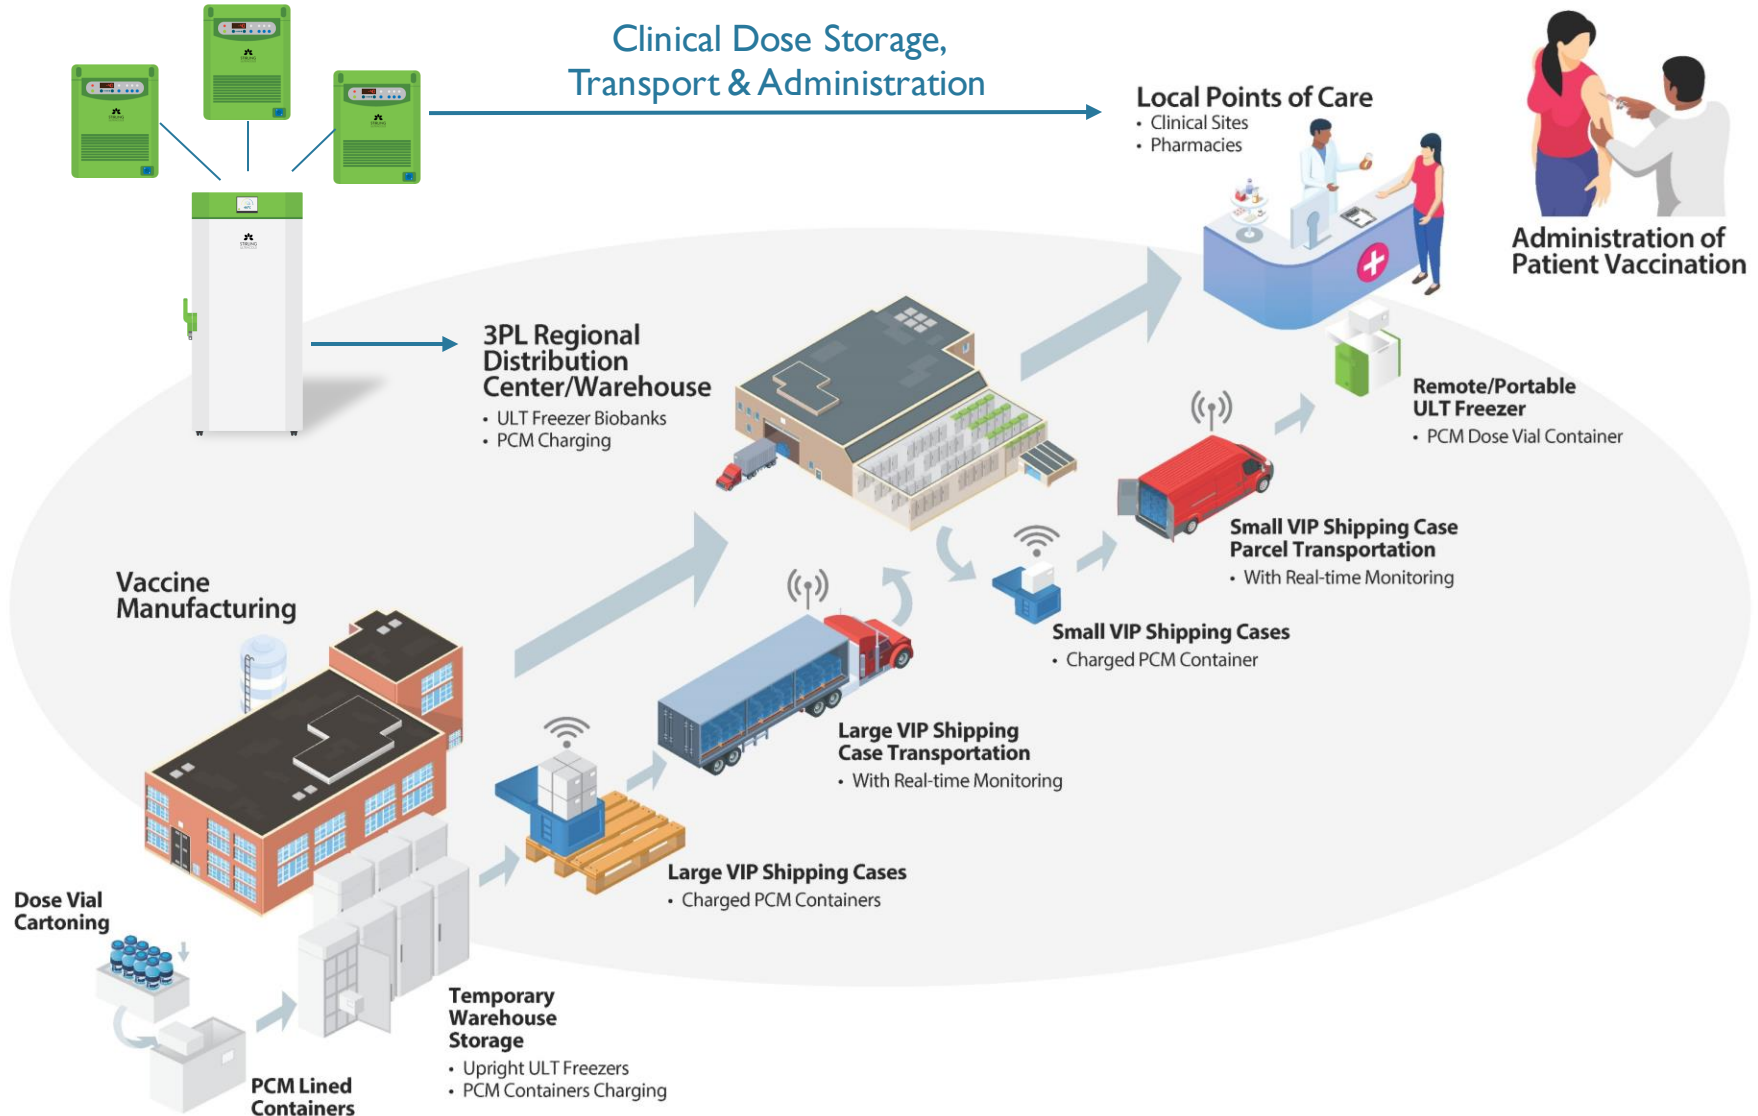 Clinical Dose Storage,
Transport & Administration
Local Points of Care
• Clinical Sites
• Pharmacies
Administration of
Patient Vaccination
3PL Regional
Distribution
Center/Warehouse
• ULT Freezer Biobanks
• PCM Charging
Remote/Portable
ULT Freezer
• PCM Dose Vial Container
Small VIP Shipping Case
Parcel Transportation
• With Real-time Monitoring
Vaccine
Manufacturing
Small VIP Shipping Cases
• Charged PCM Container
Large VIP Shipping
Case Transportation
• With Real-time Monitoring
Large VIP Shipping Cases
• Charged PCM Containers
Dose Vial
Cartoning
Temporary
Warehouse
Storage
• Upright ULT Freezers
• PCM Containers Charging
PCM Lined
Containers